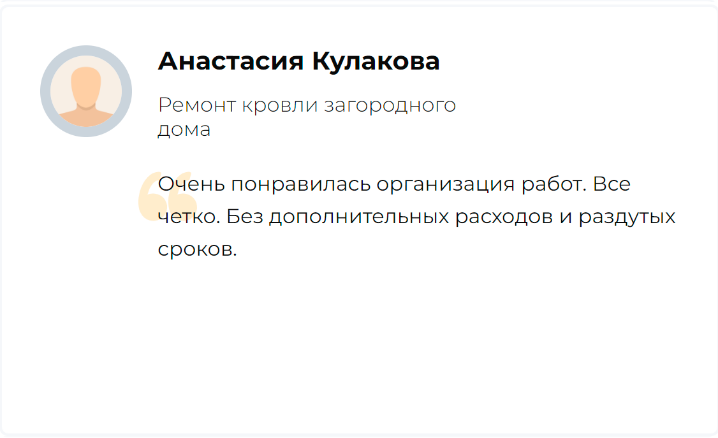 Анастасия Кулакова
Ремонт кровли загородного
дома
Очень понравилась организация работ. Все
четко. Без дополнительных расходов и раздутых
сроков.